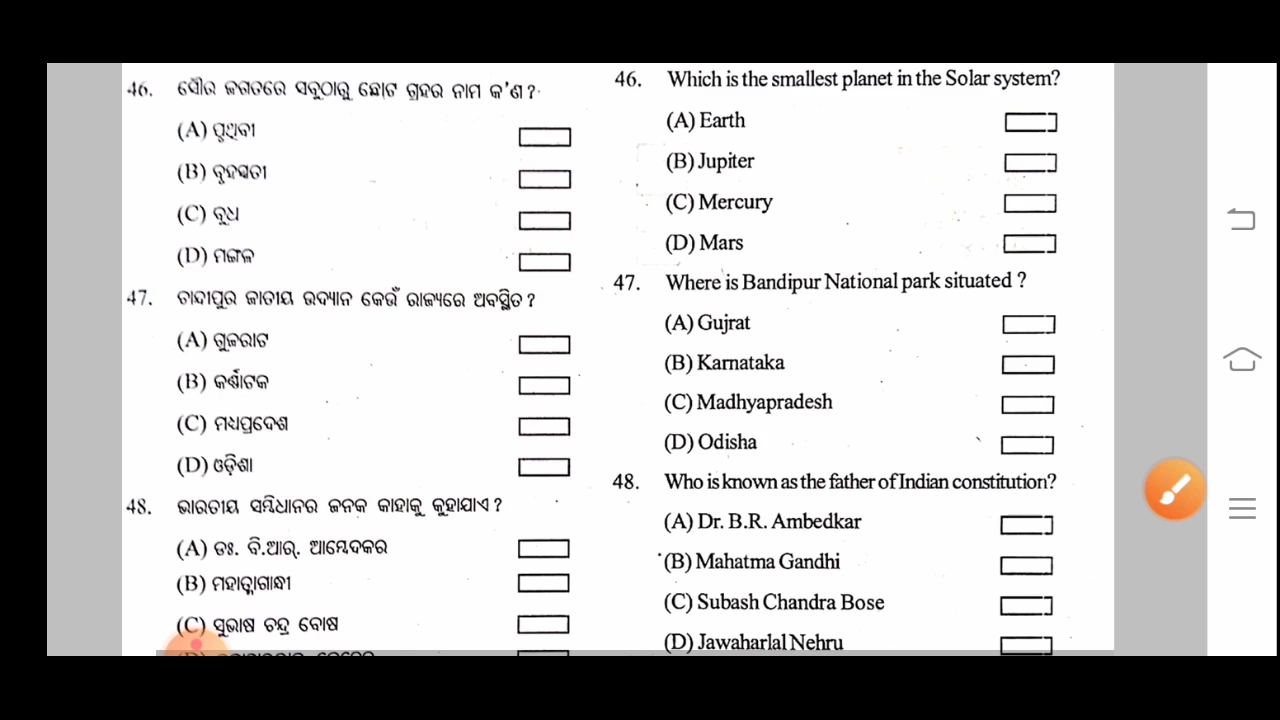 46. ସୌର ଜଗତରେ ସବୁଠାରୁ ଛୋଟ ଗ୍ରହର ନାମ କ'ଣ ?
(A) ପୃଥିବୀ
(B) ବୃହସ୍ପତି
(C) ବୁଧ
(D) ମଙ୍ଗଳ
47. ବାନ୍ଦୀପୁର ଜାତୀୟ ଉଦ୍ୟାନ କେଉଁ ରାଜ୍ୟରେ ଅବସ୍ଥିତ ?
(A) ଗୁଜରାଟ
(B) କର୍ଣ୍ଣାଟକ
(C) ମଧ୍ୟପ୍ରଦେଶ
(D) ଓଡ଼ିଶା
48. ଭାରତୀୟ ସମ୍ବିଧାନର ଜନକ କାହାକୁ କୁହାଯାଏ ?
(A) ଡଃ. ବି.ଆର୍. ଆମ୍ବେଦକର
(B) ମହାତ୍ମାଗାନ୍ଧୀ
(C) ସୁଭାଷ ଚନ୍ଦ୍ର ବୋଷ
46. Which is the smallest planet in the Solar system?
(A) Earth
(B) Jupiter
(C) Mercury
(D) Mars
47. Where is Bandipur National park situated ?
(A) Gujrat
(B) Karnataka
(C) Madhyapradesh
(D) Odisha
48. Who is known as the father of Indian constitution?
(A) Dr. B.R. Ambedkar
(B) Mahatma Gandhi
(C) Subash Chandra Bose
(D) Jawaharlal Nehru